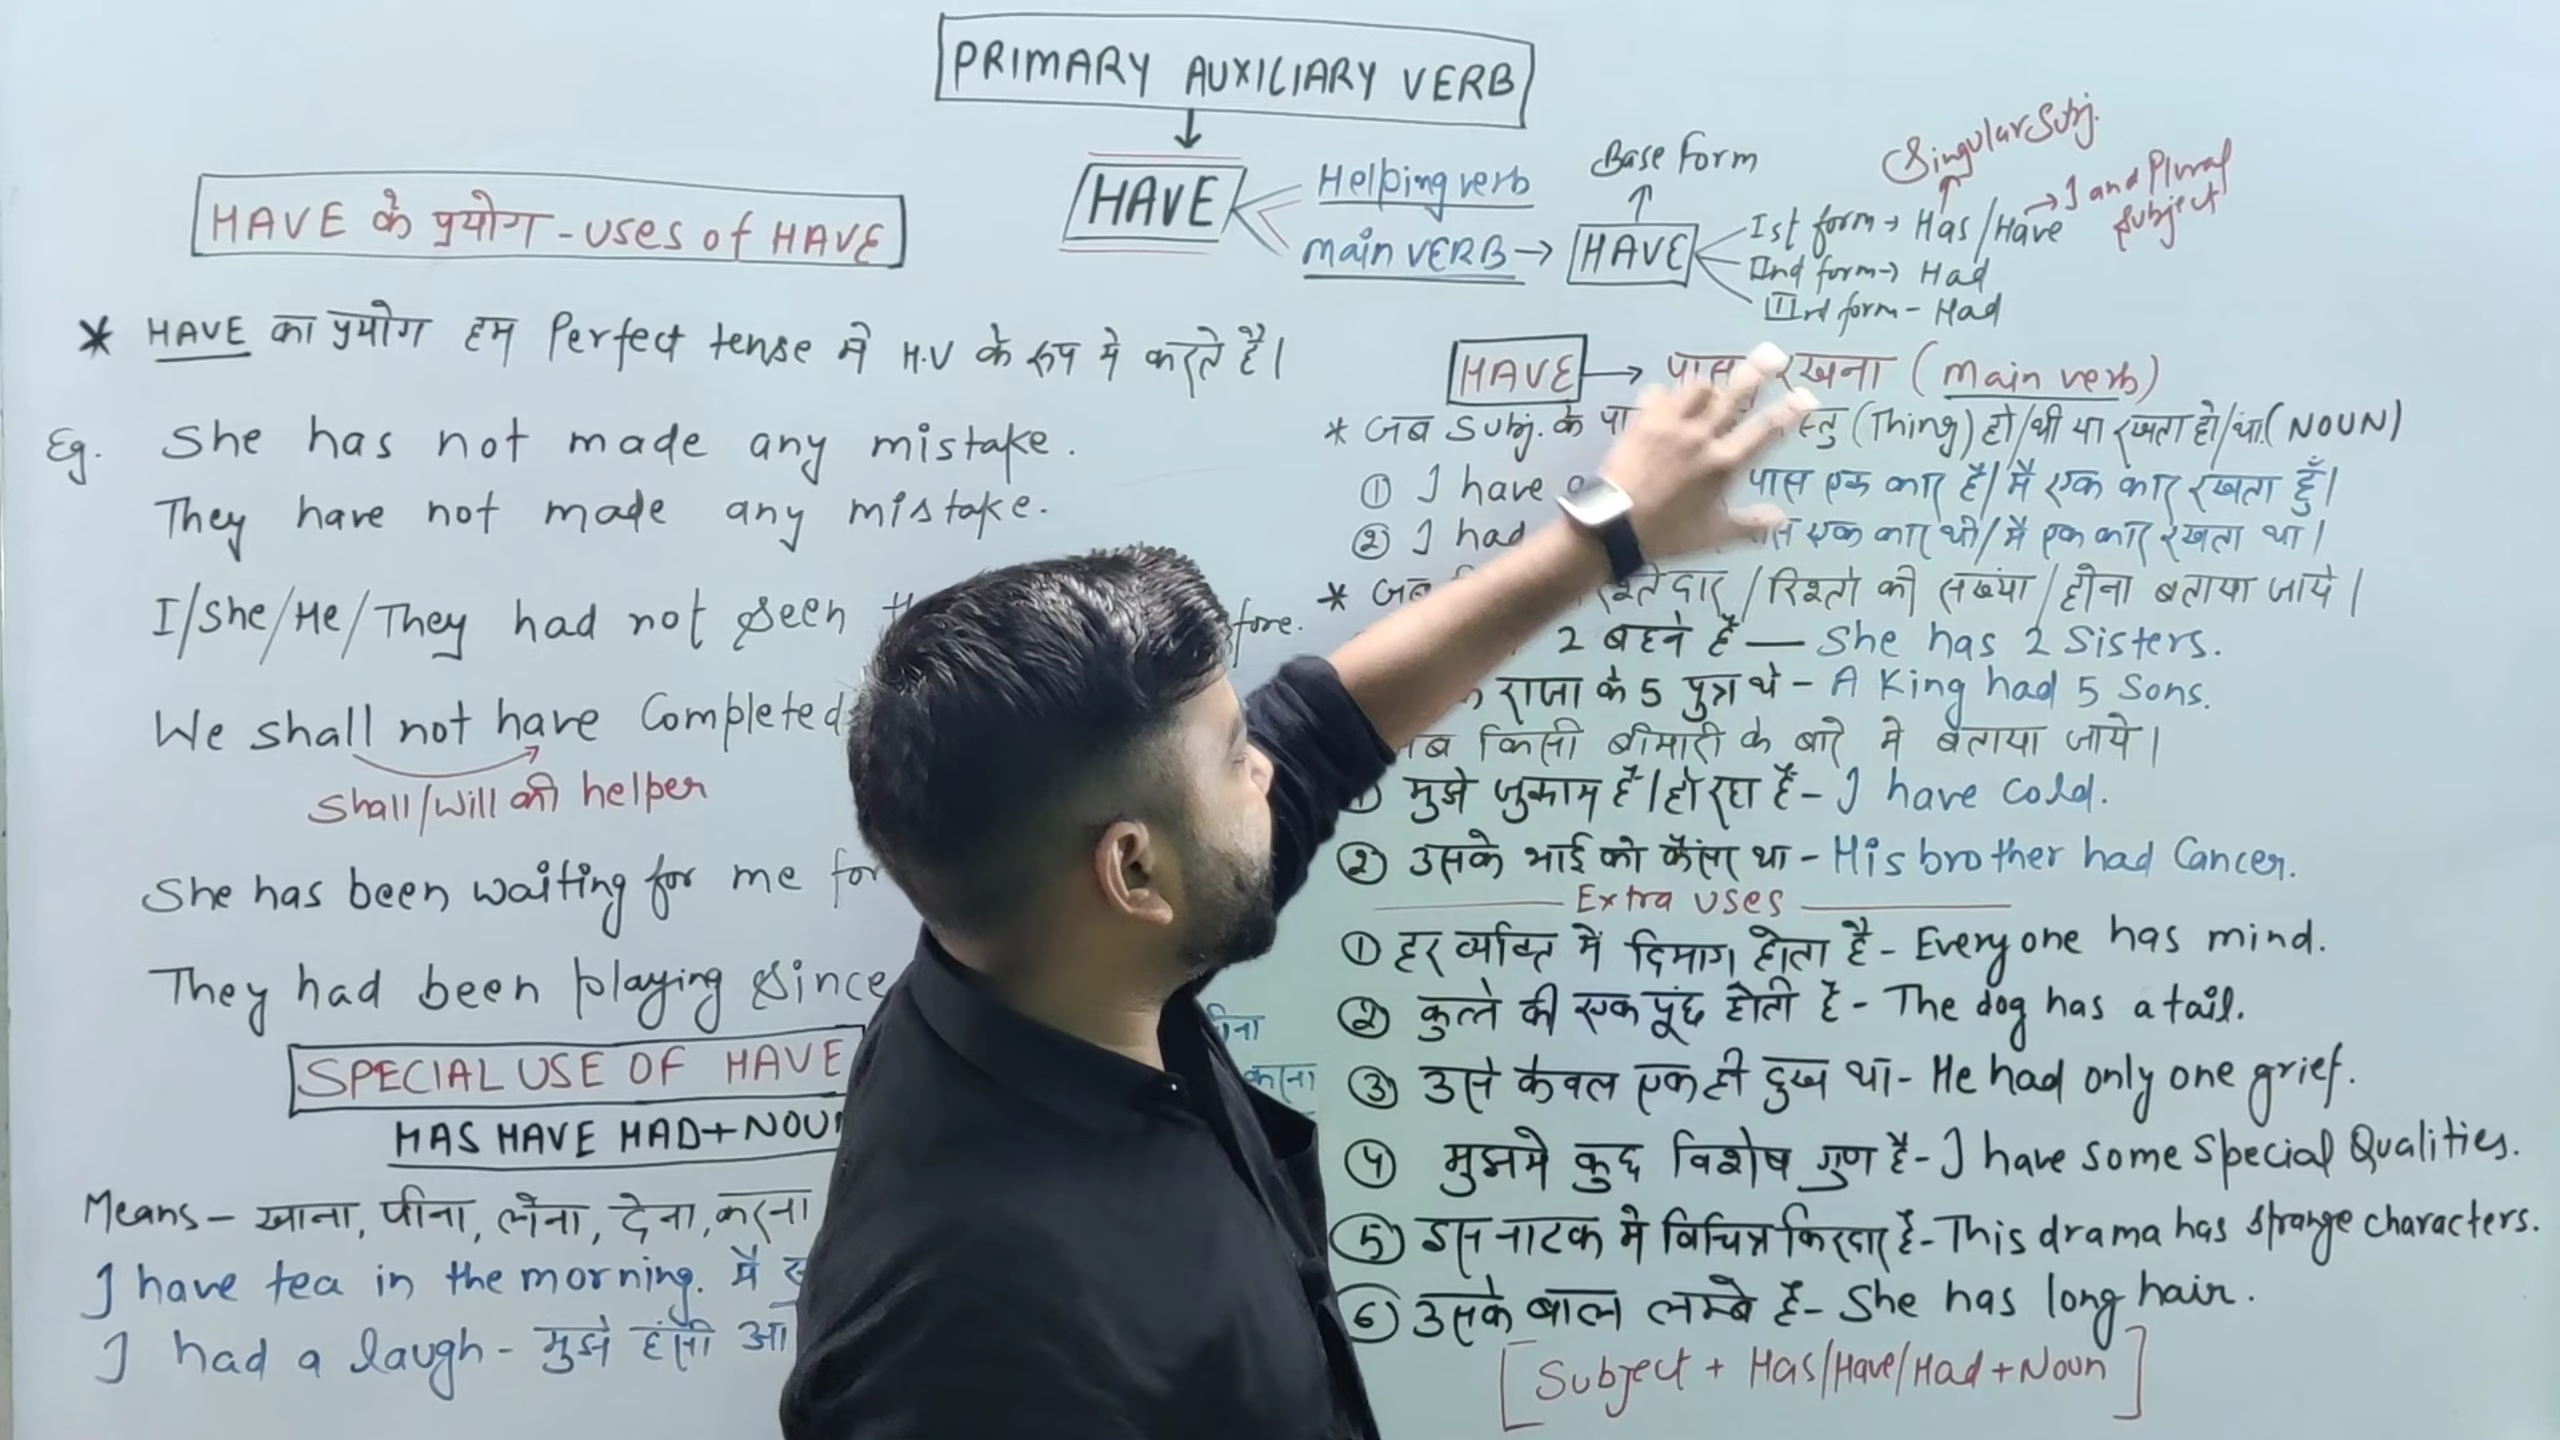 PRIMARY AUXILIARY VERB
HAVE
Helping verb
main VERB → HAVE
Base Form
Ist form → Has/Have
IInd form → Had
IIIrd form - Had
Singular Subj.
I and Plural Subject
HAVE के प्रयोग - uses of HAVE
* HAVE का प्रयोग हम Perfect tense मे H.V के रूप मे करते है।
Eg. She has not made any mistake.
They have not made any mistake.
I/She/He/They had not seen
We shall not have Completed
Shall/will की helper
She has been waiting for me for
They had been playing since
SPECIAL USE OF HAVE
HAS HAVE HAD+NOUN
Means - खाना, पीना, लेना, देना, करना
I have tea in the morning. मै
I had a laugh - मुझे हंसी
HAVE → पास रखना (main verb)
* जब Subj. के (Thing) हो/थी या रखता हो/था (NOUN)
① I have पास एक कार है/मै एक कार रखता हुँ।
② I had एक कार थी/मै एक कार रखता था।
* जब रिश्तेदार/रिश्तो की संख्या/होना बताया जाये।
2 बहने है — She has 2 Sisters.
राजा के 5 पुत्र थे - A King had 5 Sons.
जब किसी बीमारी के बारे मे बताया जाये।
① मुझे जुकाम है/हो रहा है - I have cold.
② उसके भाई को कैंसर था - His brother had Cancer.
Extra uses
① हर व्यक्ति में दिमाग होता है - Everyone has mind.
② कुत्ते की एक पूंछ होती है - The dog has a tail.
③ उसे केवल एक ही दुख था - He had only one grief.
④ मुझमे कुछ विशेष गुण है - I have some special Qualities.
⑤ इस नाटक मे विचित्र किरदार है - This drama has strange characters.
⑥ उसके बाल लम्बे है - She has long hair.
[Subject + Has/Have/Had + Noun]